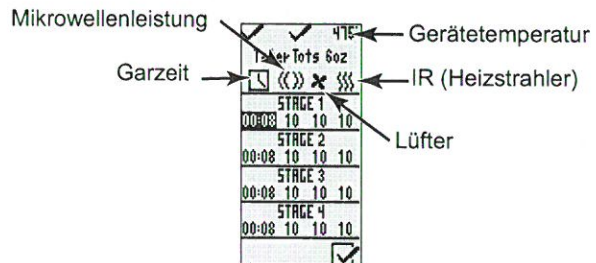 Mikrowellenleistung
475
Gerätetemperatur
Tots 6oz
Garzeit
IR (Heizstrahler)
Lüfter
STAGE 1
00:08 10 10 10
STAGE 2
00:08 10 10 10
STAGE 3
00:08 10 10 10
STAGE 4
00:08 10 10 10